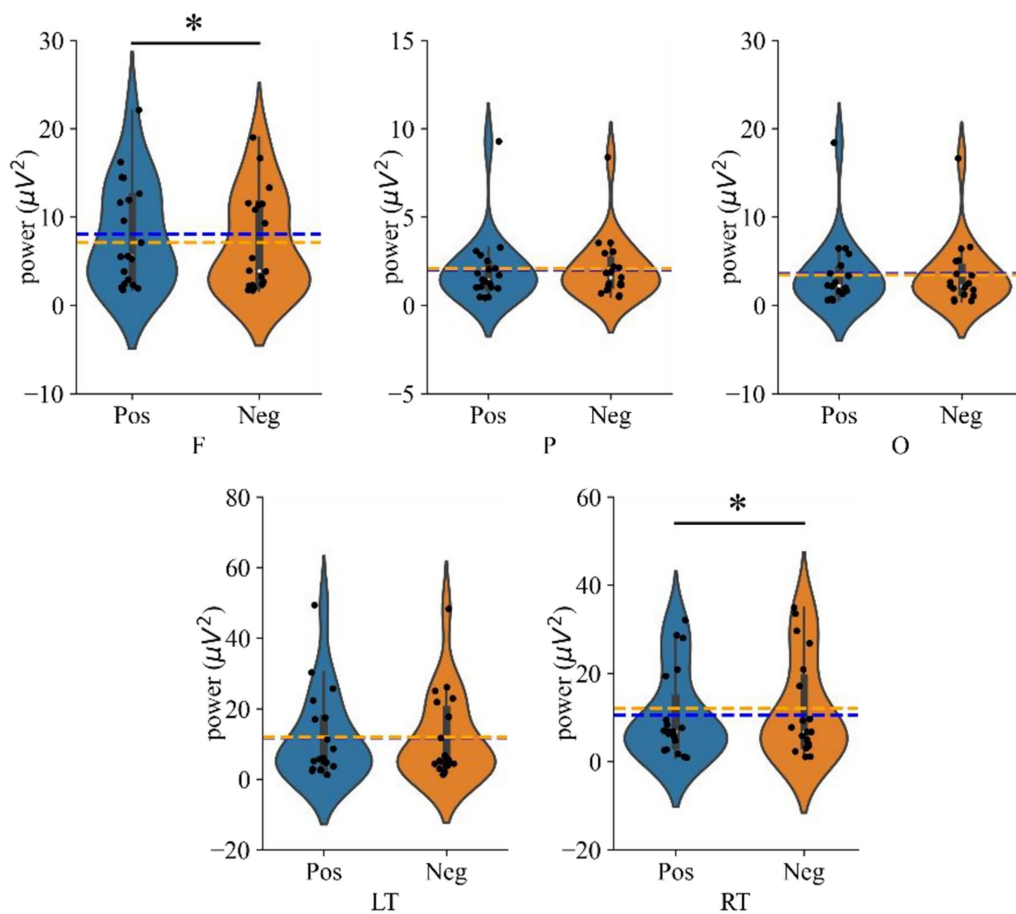 *
30
20
10
0
−10
power (μV²)
Pos
Neg
F
15
10
5
0
−5
power (μV²)
Pos
Neg
P
30
20
10
0
−10
power (μV²)
Pos
Neg
O
80
60
40
20
0
−20
power (μV²)
Pos
Neg
LT
*
60
40
20
0
−20
power (μV²)
Pos
Neg
RT